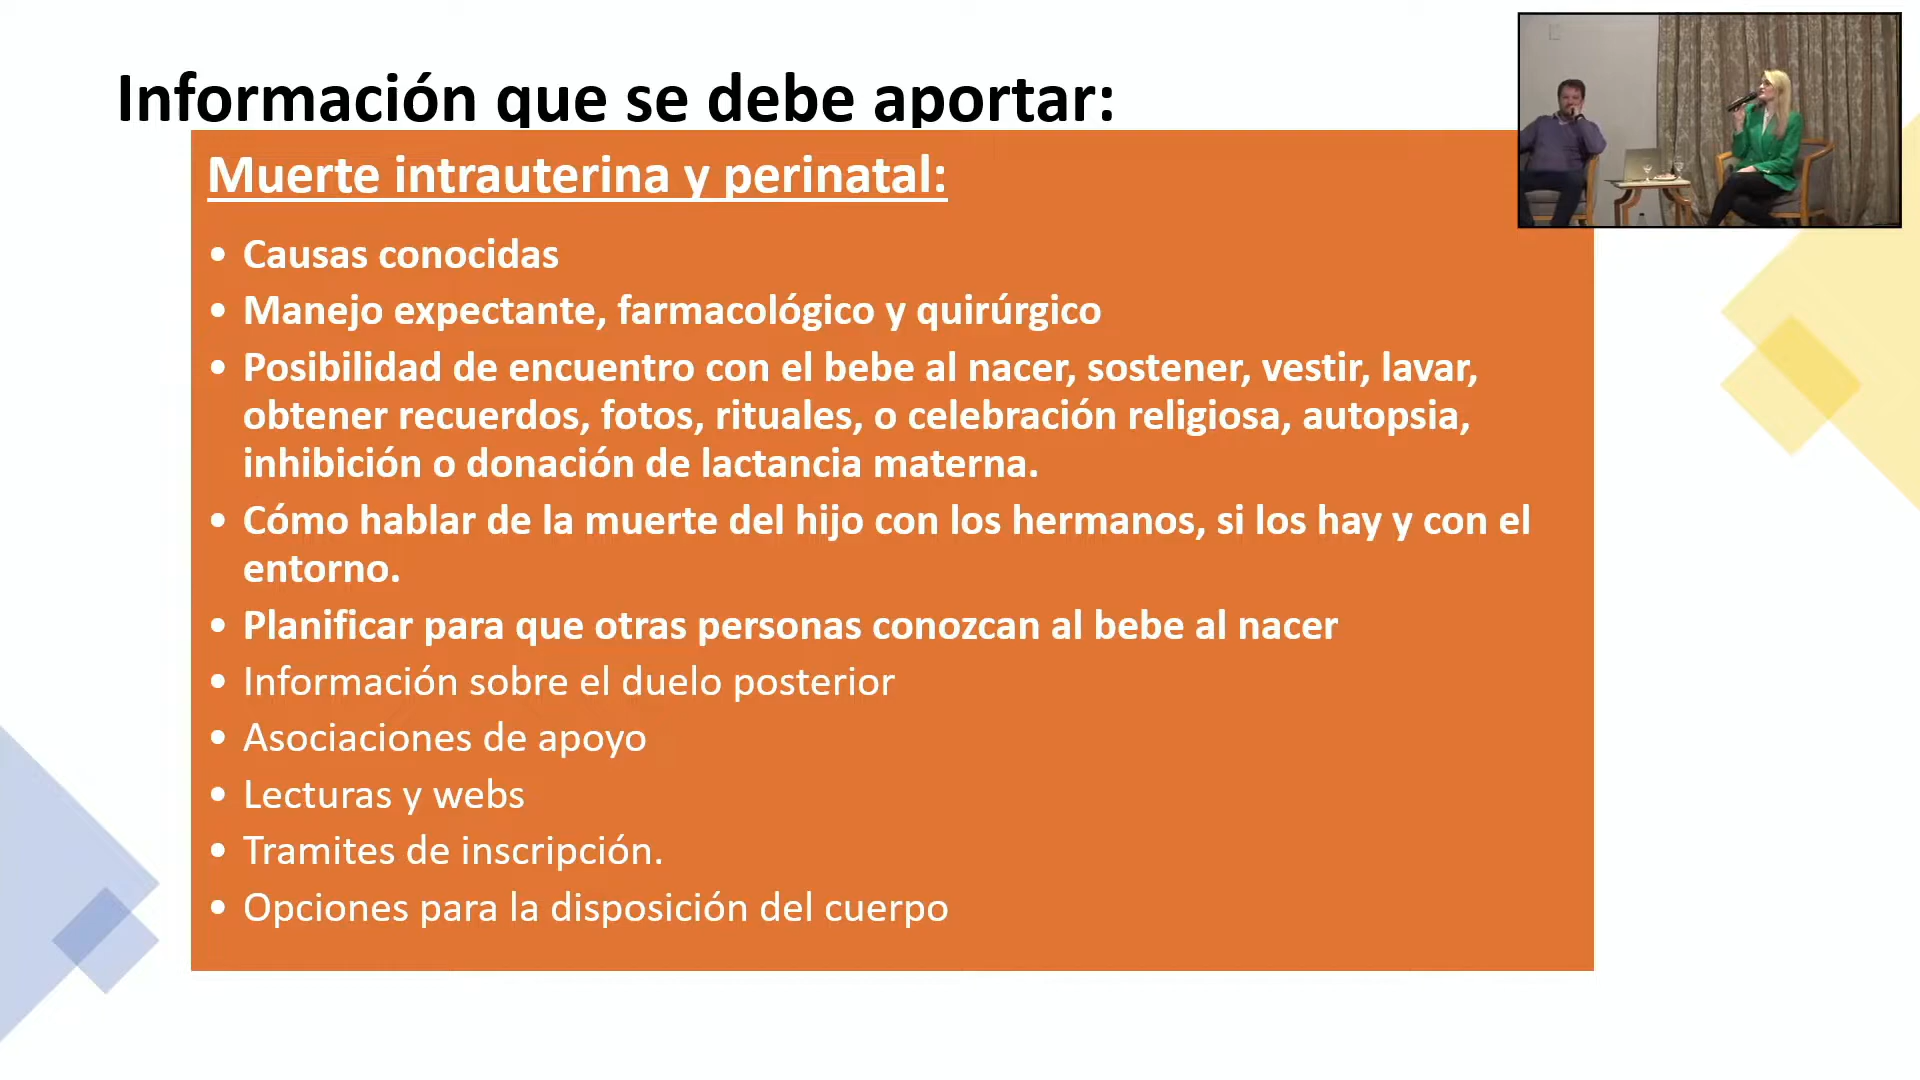 Información que se debe aportar:
Muerte intrauterina y perinatal:
• Causas conocidas
• Manejo expectante, farmacológico y quirúrgico
• Posibilidad de encuentro con el bebe al nacer, sostener, vestir, lavar,
obtener recuerdos, fotos, rituales, o celebración religiosa, autopsia,
inhibición o donación de lactancia materna.
• Cómo hablar de la muerte del hijo con los hermanos, si los hay y con el
entorno.
• Planificar para que otras personas conozcan al bebe al nacer
• Información sobre el duelo posterior
• Asociaciones de apoyo
• Lecturas y webs
• Tramites de inscripción.
• Opciones para la disposición del cuerpo